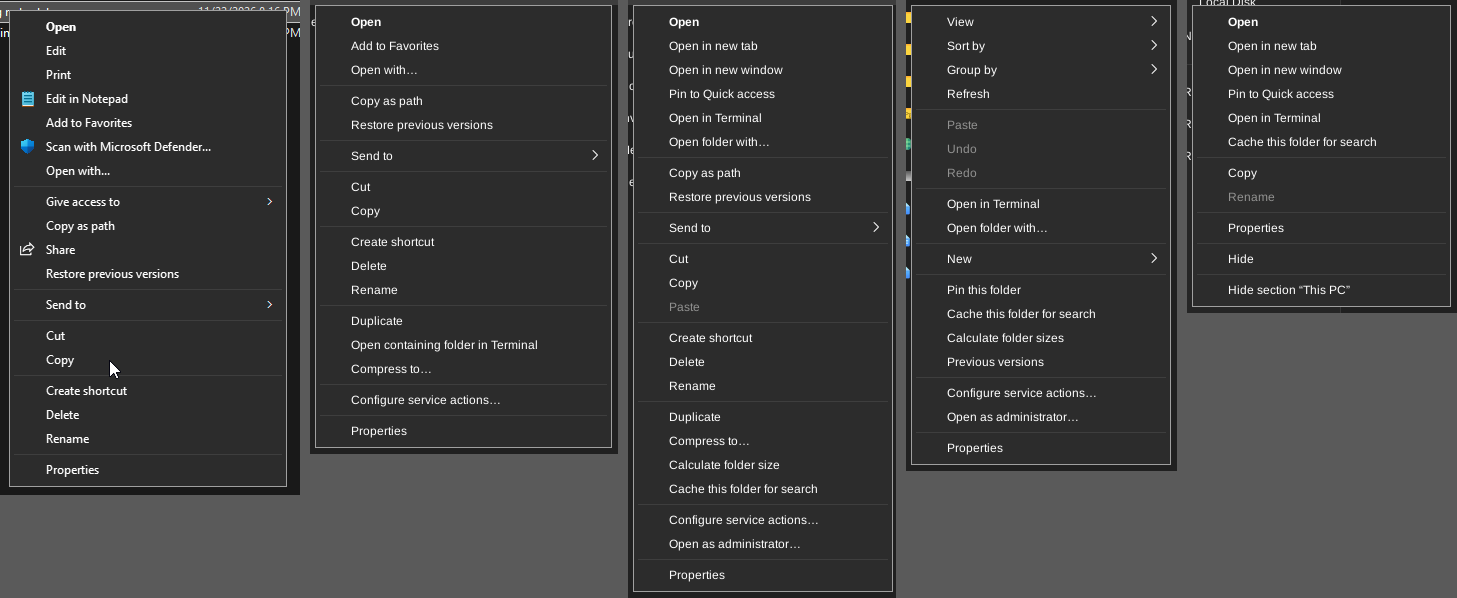 11/22/2026 8:16 PM
PM
Open
Edit
Print
Edit in Notepad
Add to Favorites
Scan with Microsoft Defender...
Open with...
Give access to
Copy as path
Share
Restore previous versions
Send to
Cut
Copy
Create shortcut
Delete
Rename
Properties
Open
Add to Favorites
Open with…
Copy as path
Restore previous versions
Send to
Cut
Copy
Create shortcut
Delete
Rename
Duplicate
Open containing folder in Terminal
Compress to…
Configure service actions…
Properties
Open
Open in new tab
Open in new window
Pin to Quick access
Open in Terminal
Open folder with…
Copy as path
Restore previous versions
Send to
Cut
Copy
Paste
Create shortcut
Delete
Rename
Duplicate
Compress to…
Calculate folder size
Cache this folder for search
Configure service actions…
Open as administrator…
Properties
View
Sort by
Group by
Refresh
Paste
Undo
Redo
Open in Terminal
Open folder with…
New
Pin this folder
Cache this folder for search
Calculate folder sizes
Previous versions
Configure service actions…
Open as administrator…
Properties
Local Disk
Open
Open in new tab
Open in new window
Pin to Quick access
Open in Terminal
Cache this folder for search
Copy
Rename
Properties
Hide
Hide section “This PC”